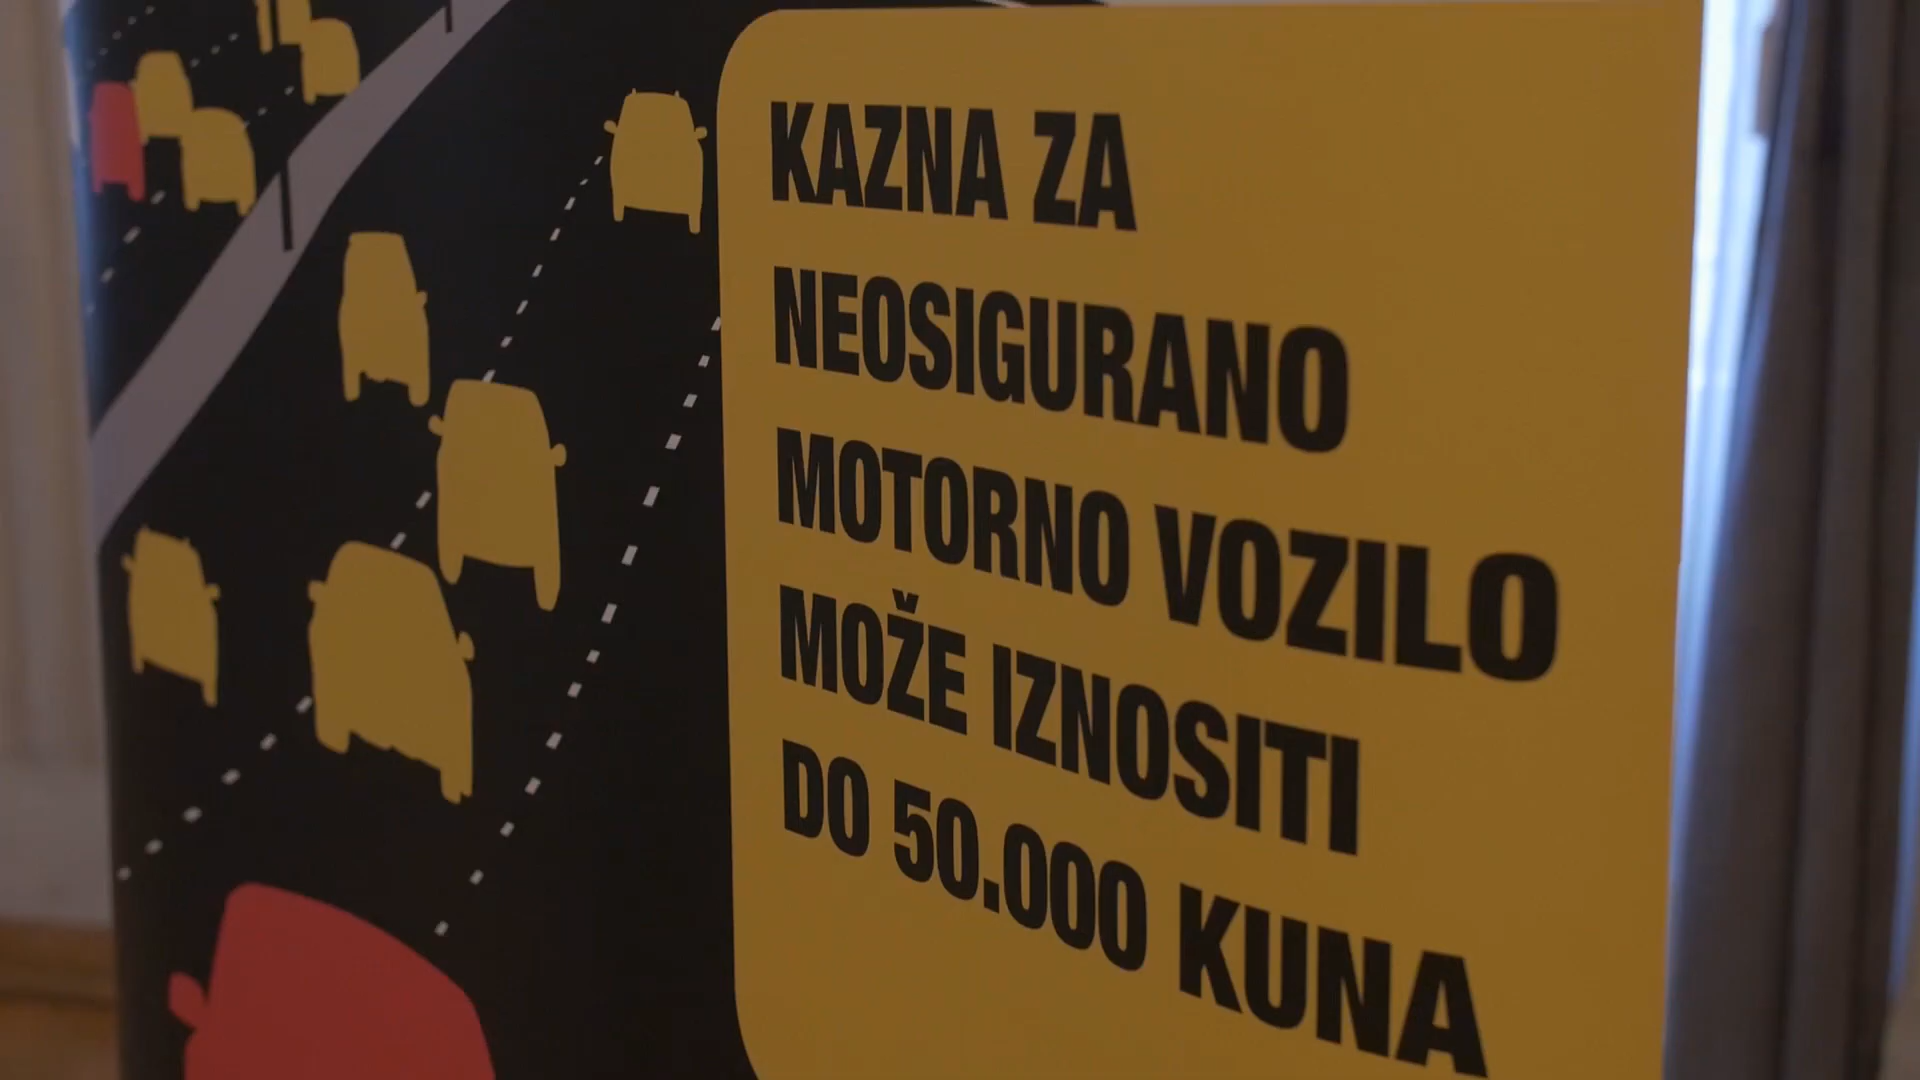 KAZNA ZA
NEOSIGURANO
MOTORNO VOZILO
MOŽE IZNOSITI
DO 50.000 KUNA